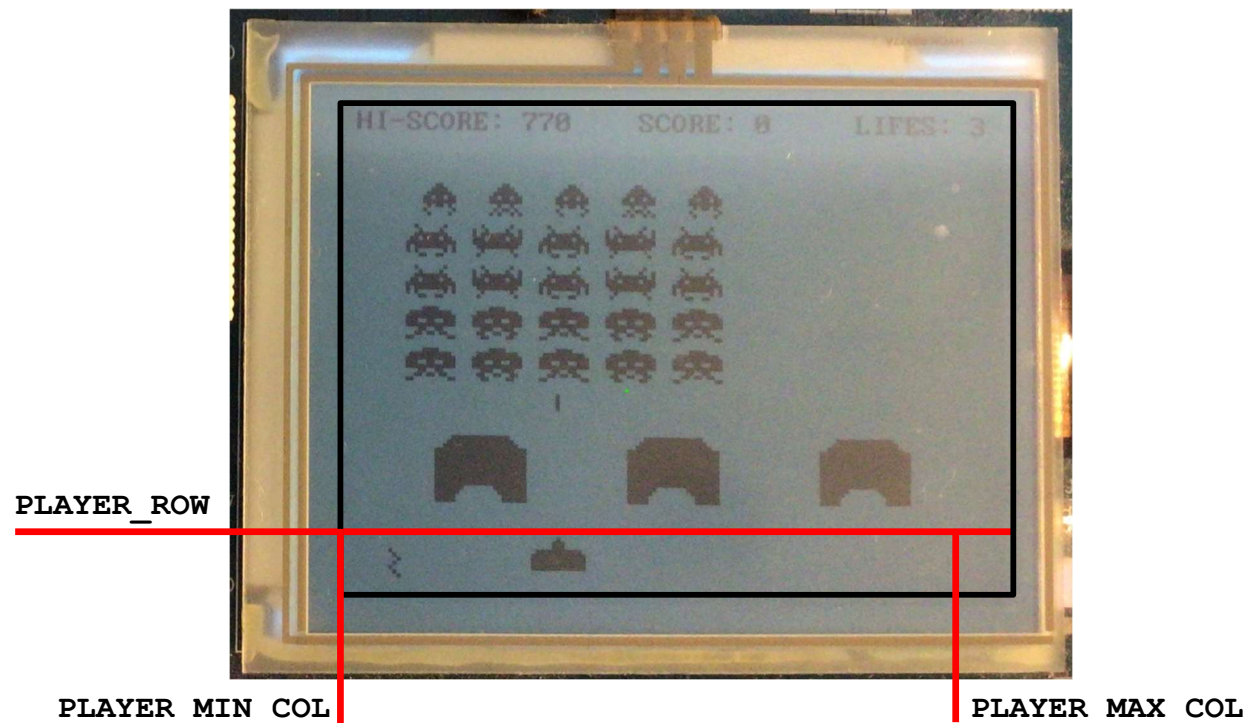 HI-SCORE: 770 SCORE: 0 LIFES: 3
PLAYER_ROW
PLAYER MIN COL
PLAYER MAX COL